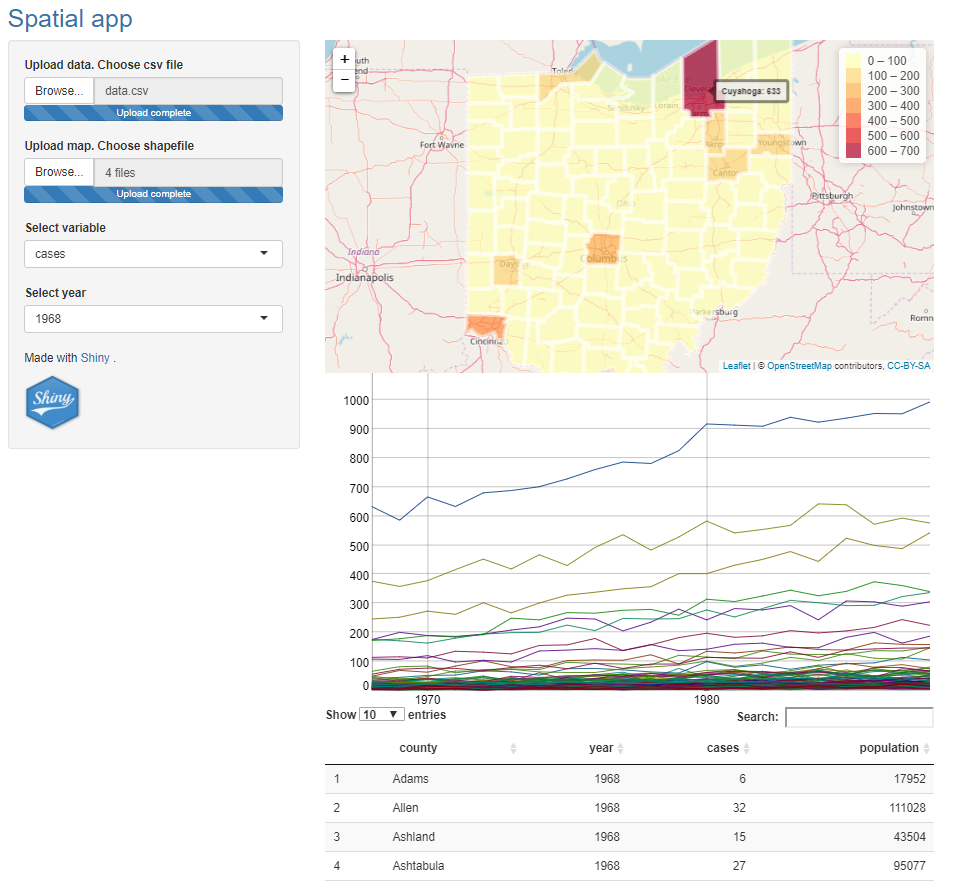 Spatial app
Upload data. Choose csv file
Browse... data.csv
Upload complete
Upload map. Choose shapefile
Browse... 4 files
Upload complete
Select variable
cases
Select year
1968
Made with Shiny .
Shiny
+
−
Toledo
Cuyahoga: 633
Sandusky
Lorain
Fort Wayne
Youngstown
Canton
Pittsburgh
Johnstown
Ohio
Indiana
Indianapolis
Dayton
Columbus
Parkersburg
Cincinnati
0 – 100
100 – 200
200 – 300
300 – 400
400 – 500
500 – 600
600 – 700
Leaflet | © OpenStreetMap contributors, CC-BY-SA
1000
900
800
700
600
500
400
300
200
100
0
1970 1980
Show 10 entries
Search:
county year cases population
1 Adams 1968 6 17952
2 Allen 1968 32 111028
3 Ashland 1968 15 43504
4 Ashtabula 1968 27 95077